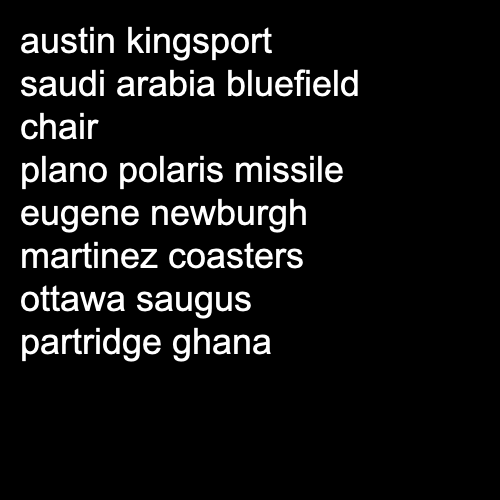 austin kingsport
saudi arabia bluefield
chair
plano polaris missile
eugene newburgh
martinez coasters
ottawa saugus
partridge ghana